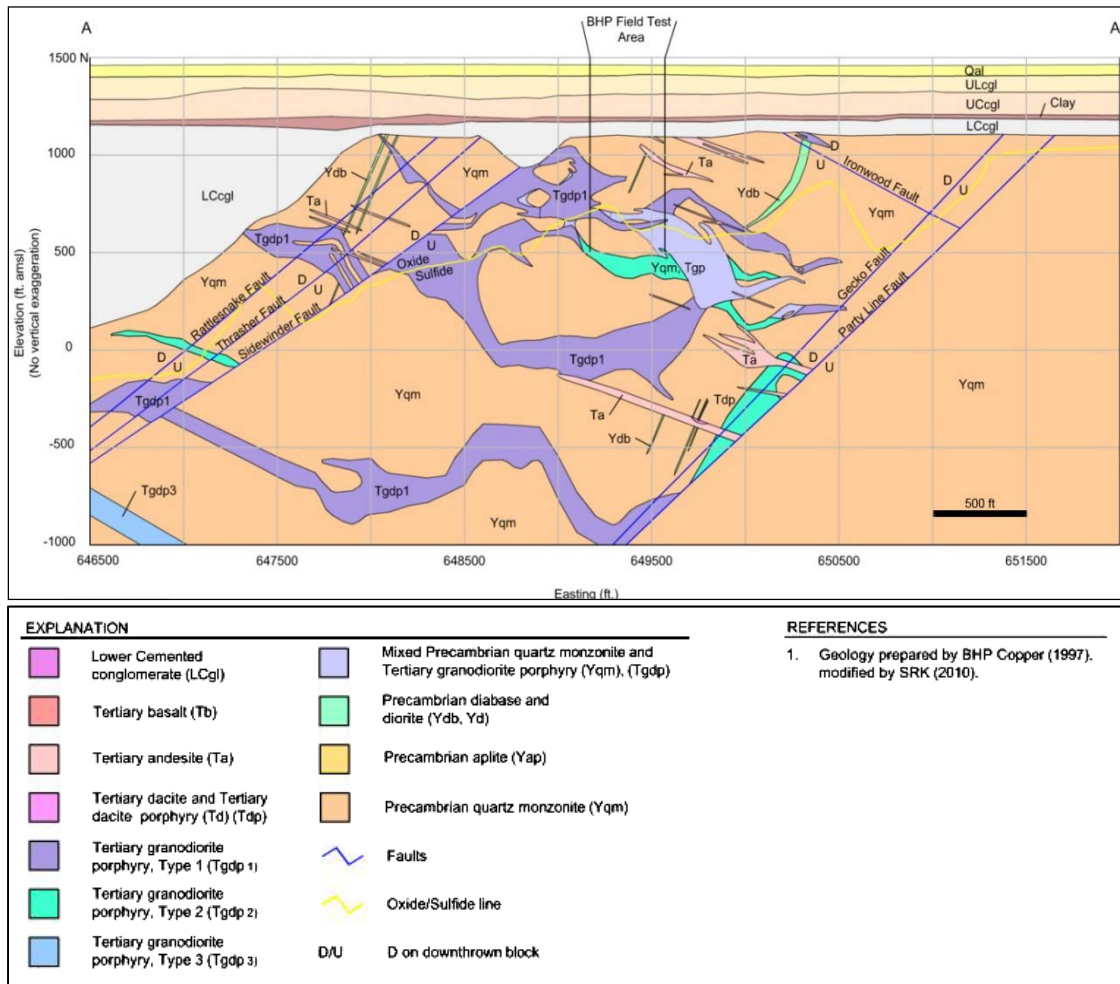 BHP Field Test
Area
A
A
1500 N
Qal
ULcgl
UCcgl
Clay
LCcgl
1000
Ydb
Yqm
Ta
D
U
Ironwood Fault
D
U
LCcgl
Ta
Tgdp1
Ydb
Yqm
Tgdp1
D
U
500
Oxide
Sulfide
Yqm, Tgp
Gecko Fault
Party Line Fault
Yqm
Rattlesnake Fault
Thrasher Fault
Sidewinder Fault
D
U
0
D
U
Tgdp1
Ta
D
U
Tgdp1
Yqm
Ta
Tdp
Yqm
-500
Ydb
Tgdp3
Tgdp1
500 ft
Yqm
-1000
Elevation (ft. amsl)
(No vertical exaggeration)
646500 647500 648500 649500 650500 651500
Easting (ft.)
EXPLANATION
Lower Cemented
conglomerate (LCgl)
Tertiary basalt (Tb)
Tertiary andesite (Ta)
Tertiary dacite and Tertiary
dacite porphyry (Td) (Tdp)
Tertiary granodiorite
porphyry, Type 1 (Tgdp 1)
Tertiary granodiorite
porphyry, Type 2 (Tgdp 2)
Tertiary granodiorite
porphyry, Type 3 (Tgdp 3)
Mixed Precambrian quartz monzonite and
Tertiary granodiorite porphyry (Yqm), (Tgdp)
Precambrian diabase and
diorite (Ydb, Yd)
Precambrian aplite (Yap)
Precambrian quartz monzonite (Yqm)
Faults
Oxide/Sulfide line
D/U D on downthrown block
REFERENCES
1. Geology prepared by BHP Copper (1997).
modified by SRK (2010).